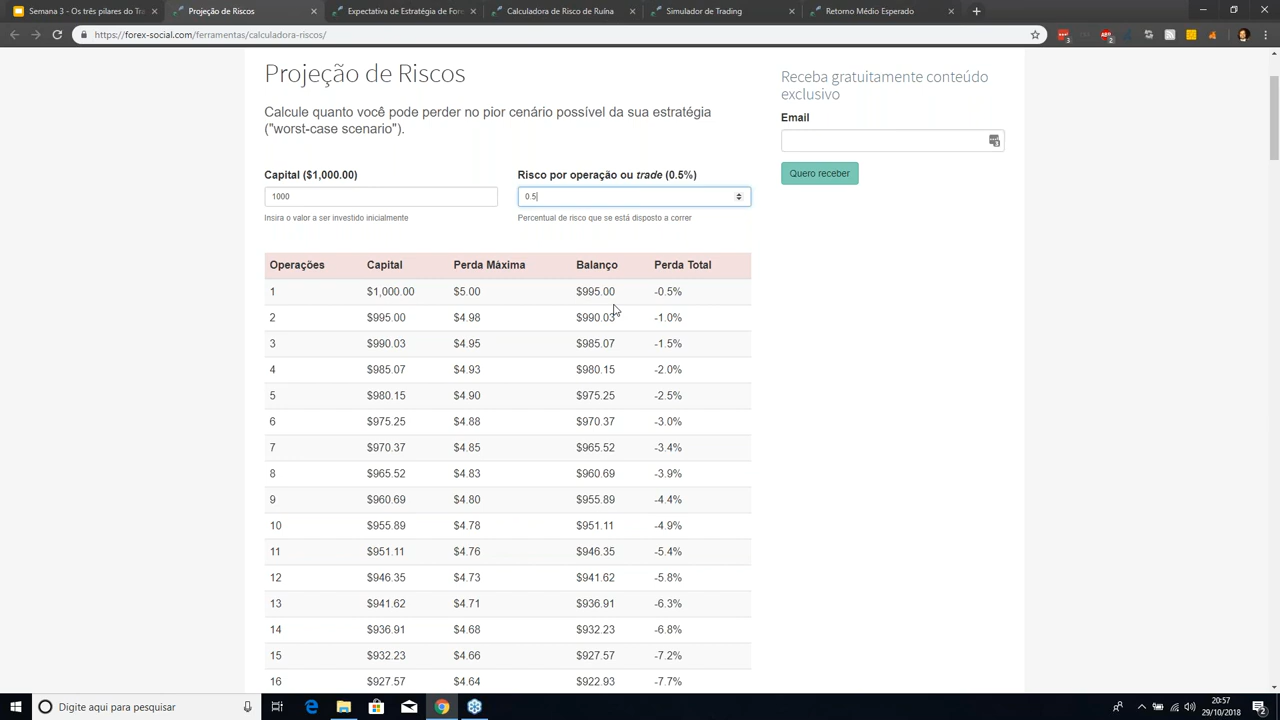 Semana 3 - Os três pilares do Tra
Projeção de Riscos
Expectativa de Estratégia de For
Calculadora de Risco de Ruína
Simulador de Trading
Retorno Médio Esperado
https://forex-social.com/ferramentas/calculadora-riscos/
Projeção de Riscos
Calcule quanto você pode perder no pior cenário possível da sua estratégia
("worst-case scenario").
Capital ($1,000.00)
Risco por operação ou trade (0.5%)
1000
0.5
Insira o valor a ser investido inicialmente
Percentual de risco que se está disposto a correr
Receba gratuitamente conteúdo
exclusivo
Email
Quero receber
Operações Capital Perda Máxima Balanço Perda Total
1 $1,000.00 $5.00 $995.00 -0.5%
2 $995.00 $4.98 $990.03 -1.0%
3 $990.03 $4.95 $985.07 -1.5%
4 $985.07 $4.93 $980.15 -2.0%
5 $980.15 $4.90 $975.25 -2.5%
6 $975.25 $4.88 $970.37 -3.0%
7 $970.37 $4.85 $965.52 -3.4%
8 $965.52 $4.83 $960.69 -3.9%
9 $960.69 $4.80 $955.89 -4.4%
10 $955.89 $4.78 $951.11 -4.9%
11 $951.11 $4.76 $946.35 -5.4%
12 $946.35 $4.73 $941.62 -5.8%
13 $941.62 $4.71 $936.91 -6.3%
14 $936.91 $4.68 $932.23 -6.8%
15 $932.23 $4.66 $927.57 -7.2%
16 $927.57 $4.64 $922.93 -7.7%
Digite aqui para pesquisar
20:57
29/10/2018